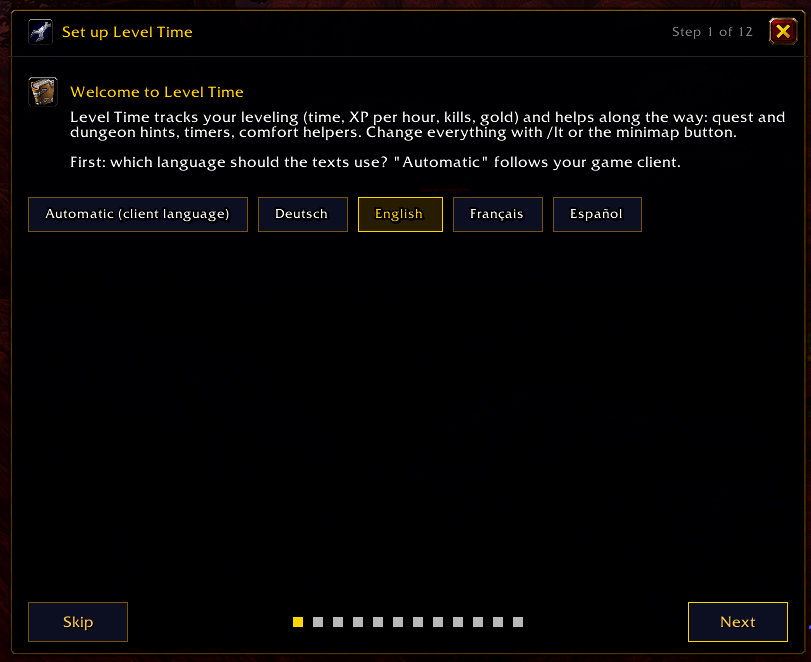 Set up Level Time
Step 1 of 12
Welcome to Level Time
Level Time tracks your leveling (time, XP per hour, kills, gold) and helps along the way: quest and
dungeon hints, timers, comfort helpers. Change everything with /lt or the minimap button.
First: which language should the texts use? "Automatic" follows your game client.
Automatic (client language)
Deutsch
English
Français
Español
Skip
Next